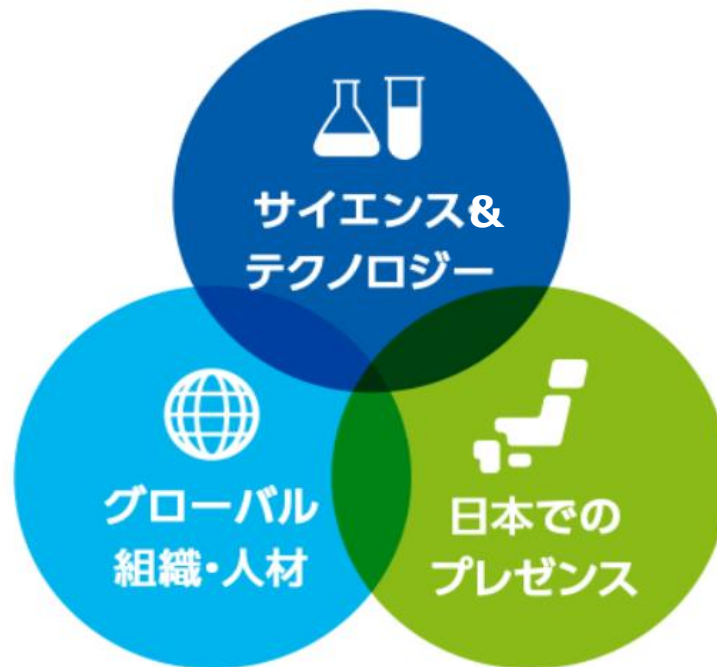 サイエンス&
テクノロジー
グローバル
組織・人材
日本での
プレゼンス